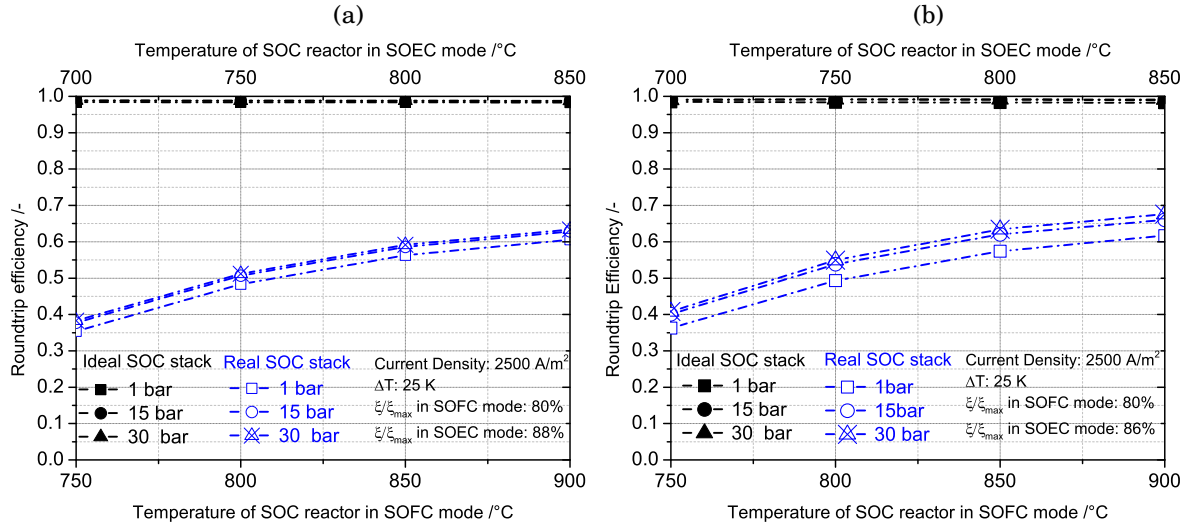 (a)
Temperature of SOC reactor in SOEC mode /°C
700 750 800 850
1.0
0.9
0.8
0.7
0.6
0.5
0.4
0.3
0.2
0.1
0.0
Roundtrip efficiency /-
Ideal SOC stack
1 bar
15 bar
30 bar
Real SOC stack
1 bar
15 bar
30 bar
Current Density: 2500 A/m²
ΔT: 25 K
ξ/ξmax in SOFC mode: 80%
ξ/ξmax in SOEC mode: 88%
750 800 850 900
Temperature of SOC reactor in SOFC mode /°C
(b)
Temperature of SOC reactor in SOEC mode /°C
700 750 800 850
1.0
0.9
0.8
0.7
0.6
0.5
0.4
0.3
0.2
0.1
0.0
Roundtrip Efficiency /-
Ideal SOC stack
1 bar
15 bar
30 bar
Real SOC stack
1bar
15bar
30 bar
Current Density: 2500 A/m²
ΔT: 25 K
ξ/ξmax in SOFC mode: 80%
ξ/ξmax in SOEC mode: 86%
750 800 850 900
Temperature of SOC reactor in SOFC mode /°C